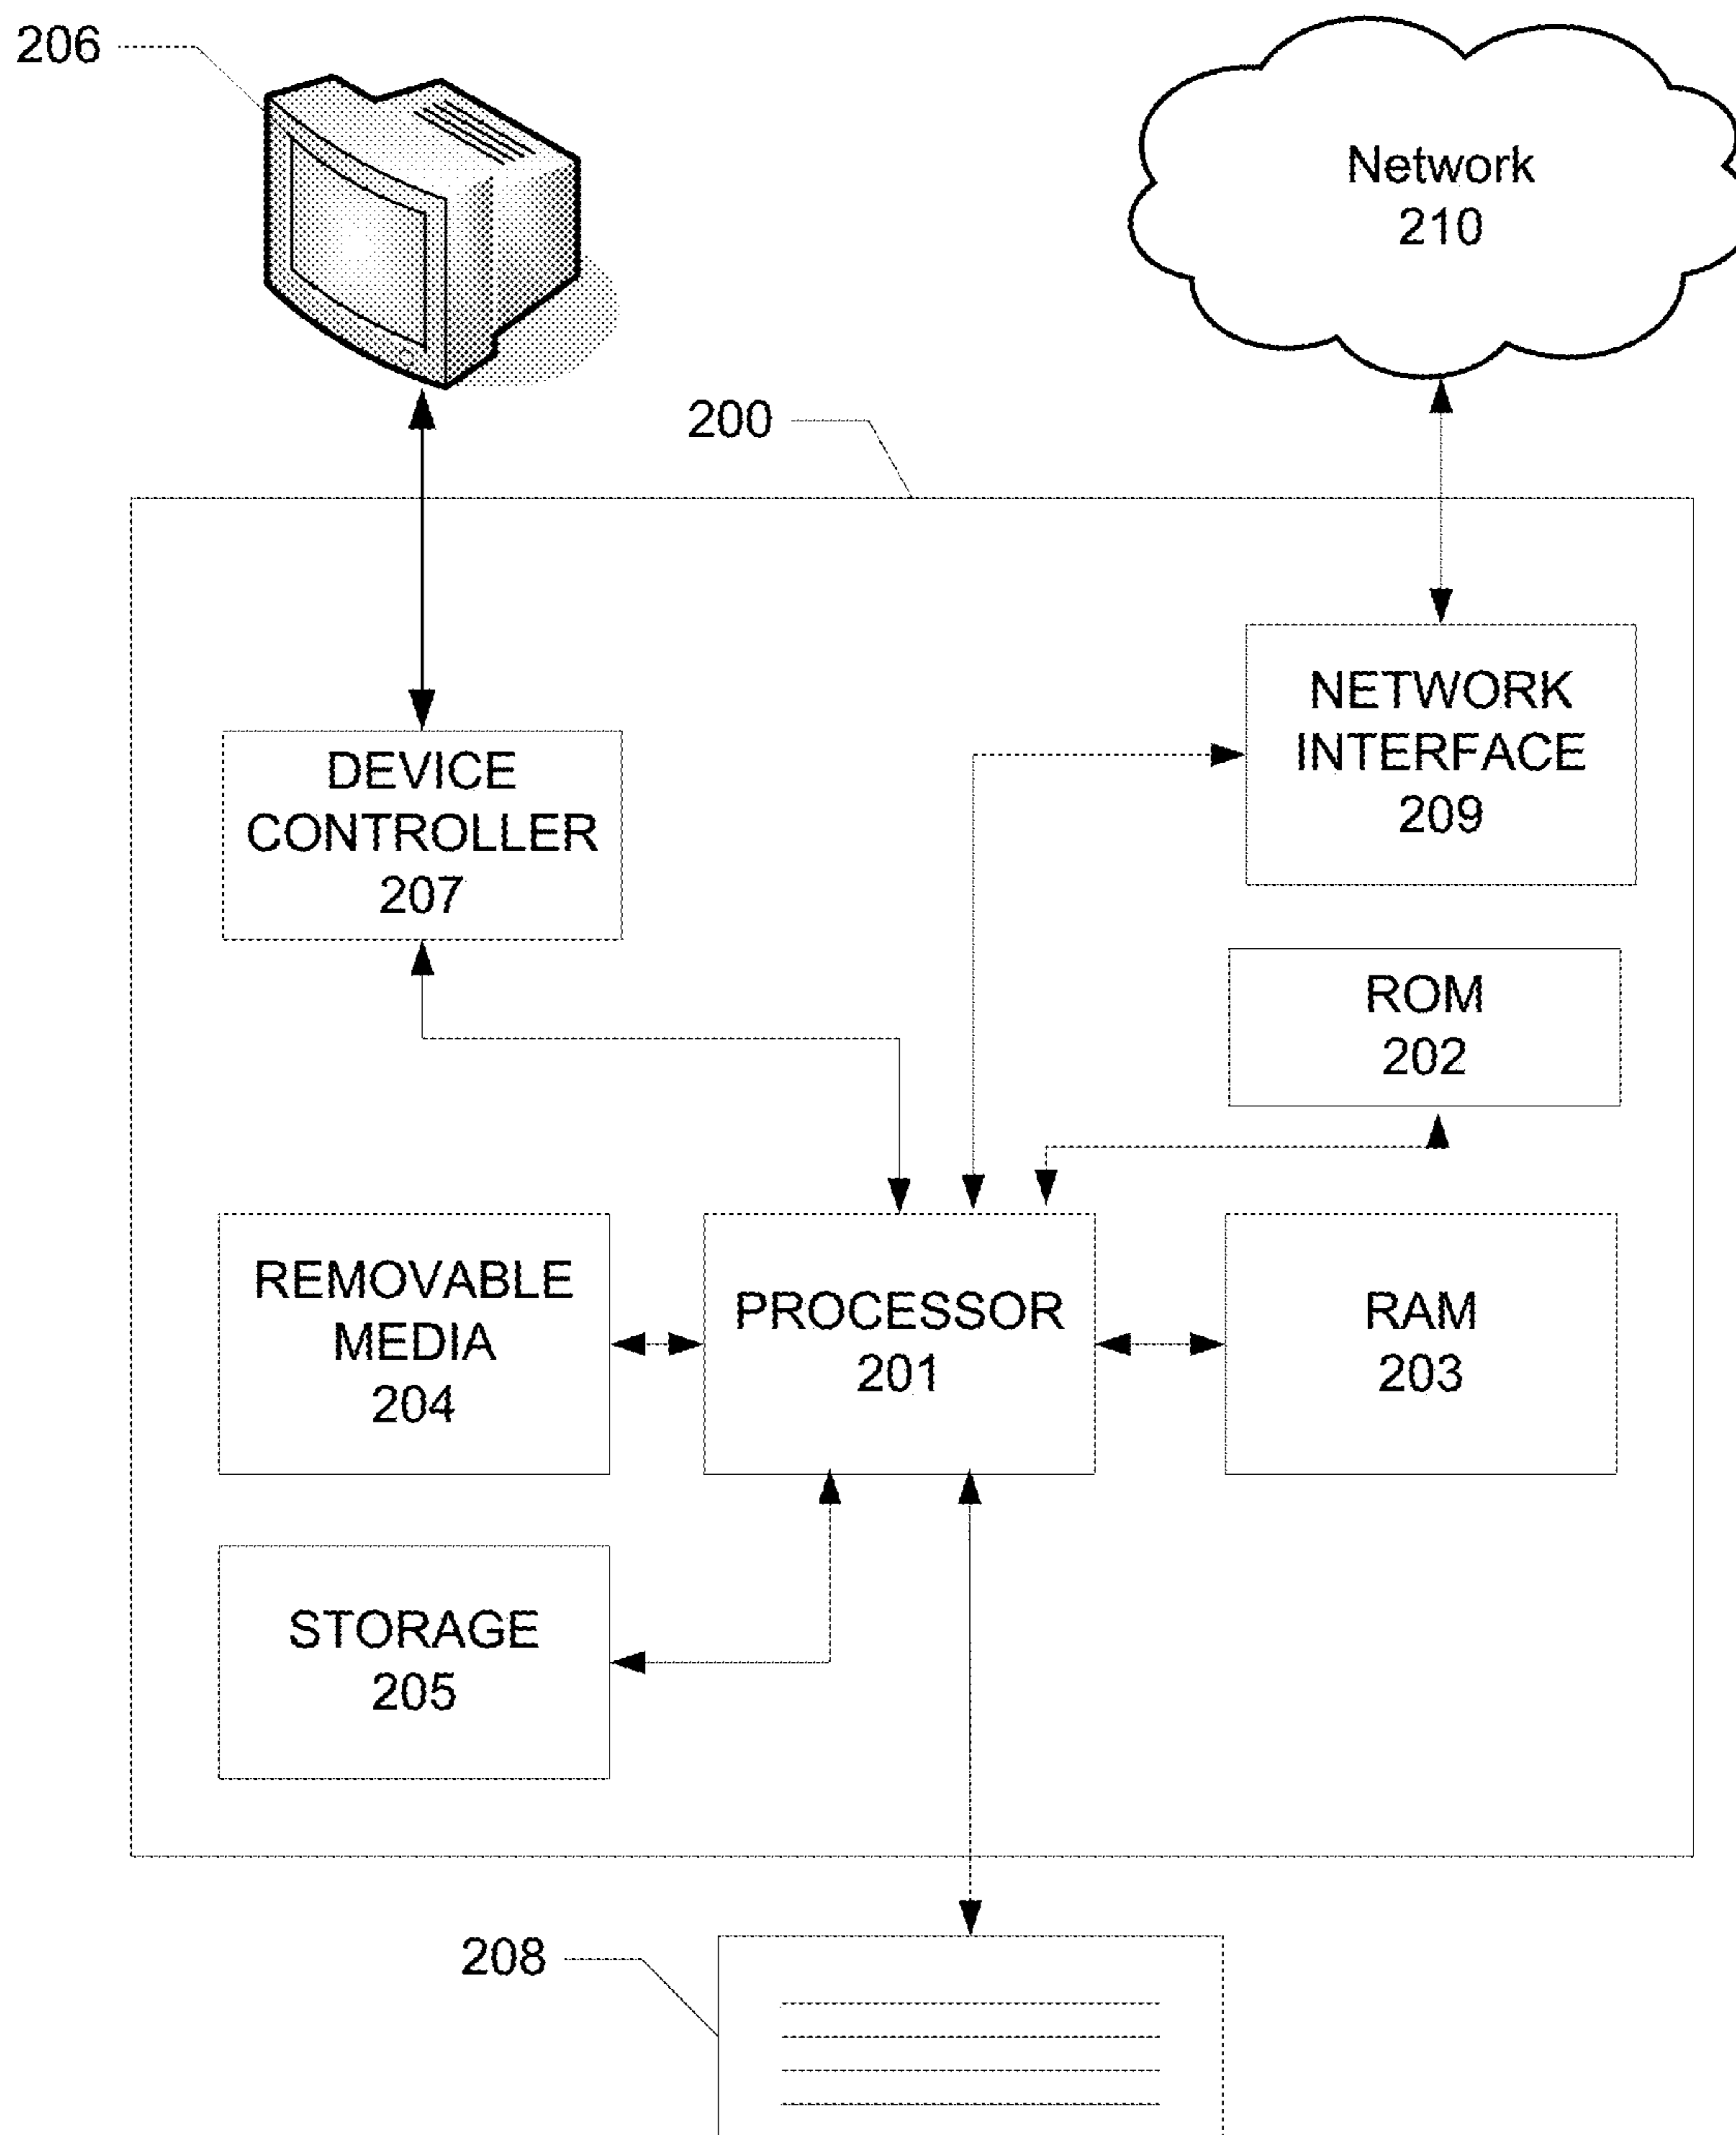 206
Network
210
200
NETWORK
INTERFACE
209
DEVICE
CONTROLLER
207
ROM
202
REMOVABLE
MEDIA
204
PROCESSOR
201
RAM
203
STORAGE
205
208